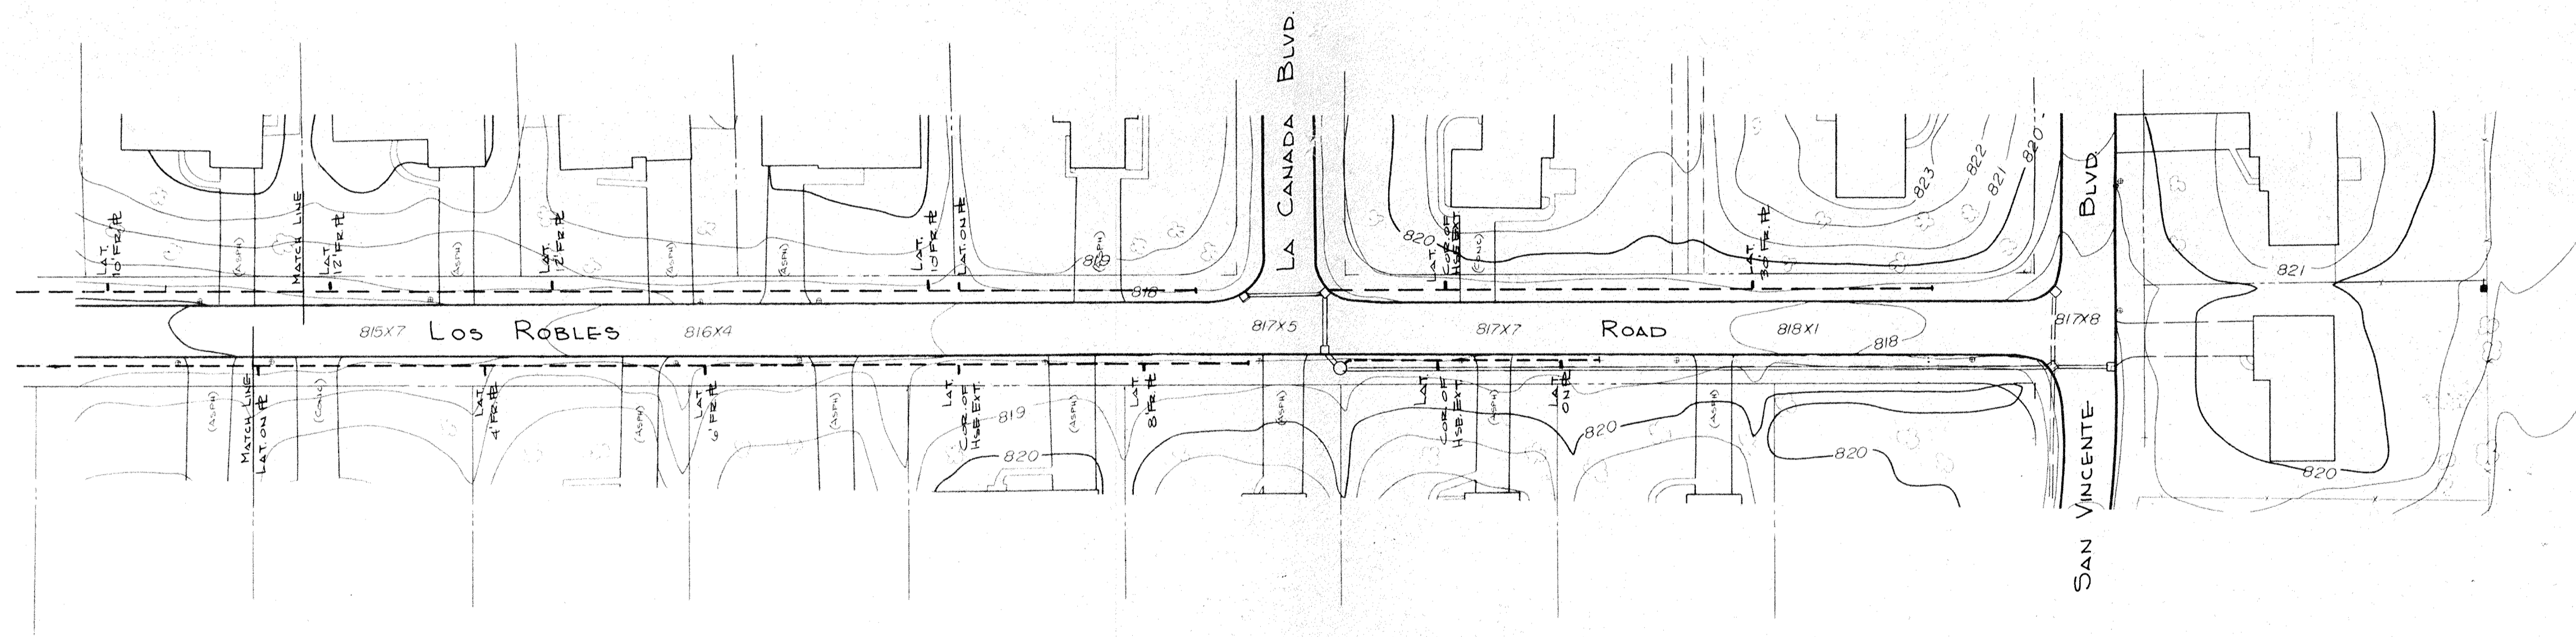 LA CANADA BLVD.
LAT.
10' FR. ⅊
(ASPH)
MATCH LINE
LAT.
12' FR. ⅊
(ASPH)
LAT.
12' FR. ⅊
(ASPH)
(ASPH)
LAT.
10' FR. ⅊
LAT. ON ⅊
819
(ASPH)
818
820
LAT.
COR. OF
HSE. EXT
(CONC)
LAT.
30' FR. ⅊
823
822
821
820
BLVD.
821
815X7
LOS ROBLES
816X4
817X5
817X7
ROAD
818X1
818
817X8
(ASPH)
MATCH LINE
LAT. ON ⅊
(CONC)
LAT.
4' FR. ⅊
(ASPH)
LAT.
6' FR. ⅊
(ASPH)
LAT.
COR. OF
HSE. EXT.
819
820
(ASPH)
LAT.
8' FR. ⅊
(ASPH)
LAT.
COR. OF
HSE. EXT
(ASPH)
LAT.
ON ⅊
820
(ASPH)
820
SAN VINCENTE
820